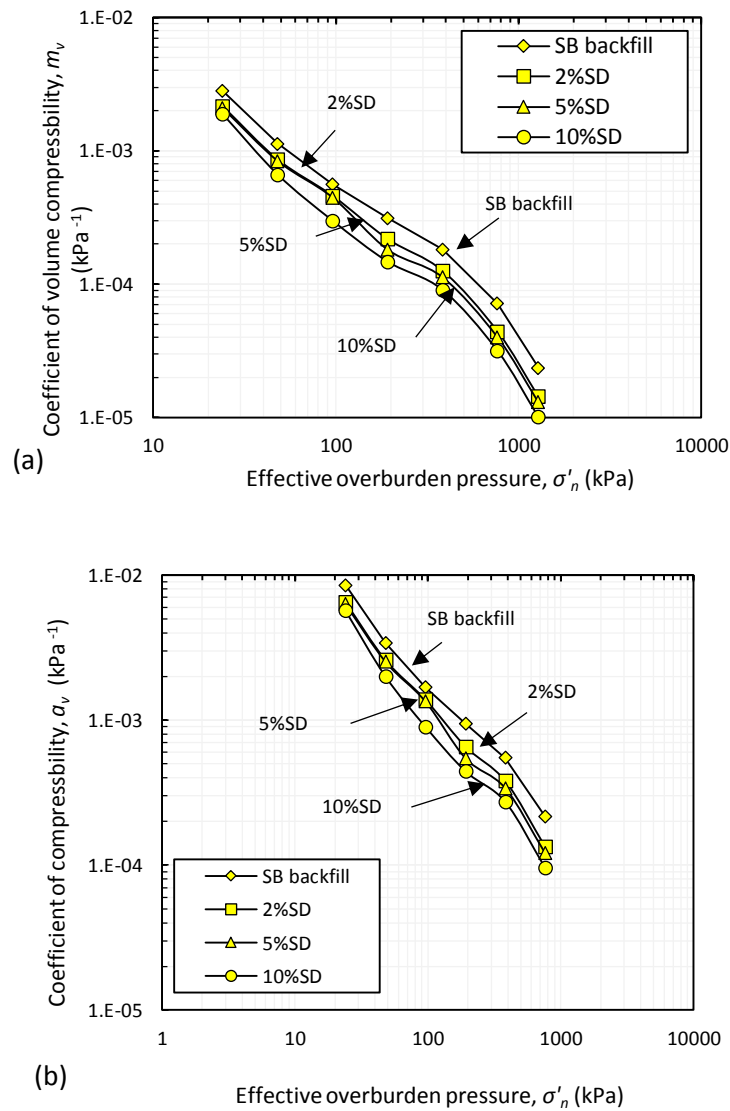 1.E-02
1.E-03
1.E-04
1.E-05
Coefficient of volume compressbility, mᵥ
(kPa ⁻¹)
SB backfill
2%SD
5%SD
10%SD
2%SD
SB backfill
5%SD
10%SD
10
100
1000
10000
(a)
Effective overburden pressure, σ'ₙ (kPa)
1.E-02
1.E-03
1.E-04
1.E-05
Coefficient of compressbility, aᵥ (kPa ⁻¹)
SB backfill
2%SD
5%SD
10%SD
SB backfill
2%SD
5%SD
10%SD
1
10
100
1000
10000
(b)
Effective overburden pressure, σ'ₙ (kPa)